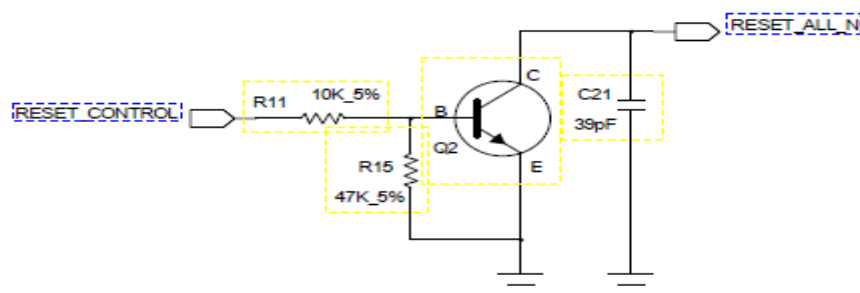 RESET_ALL_N
C
R11
10K_5%
C21
RESET_CONTROL
B
39pF
Q2
R15
E
47K_5%